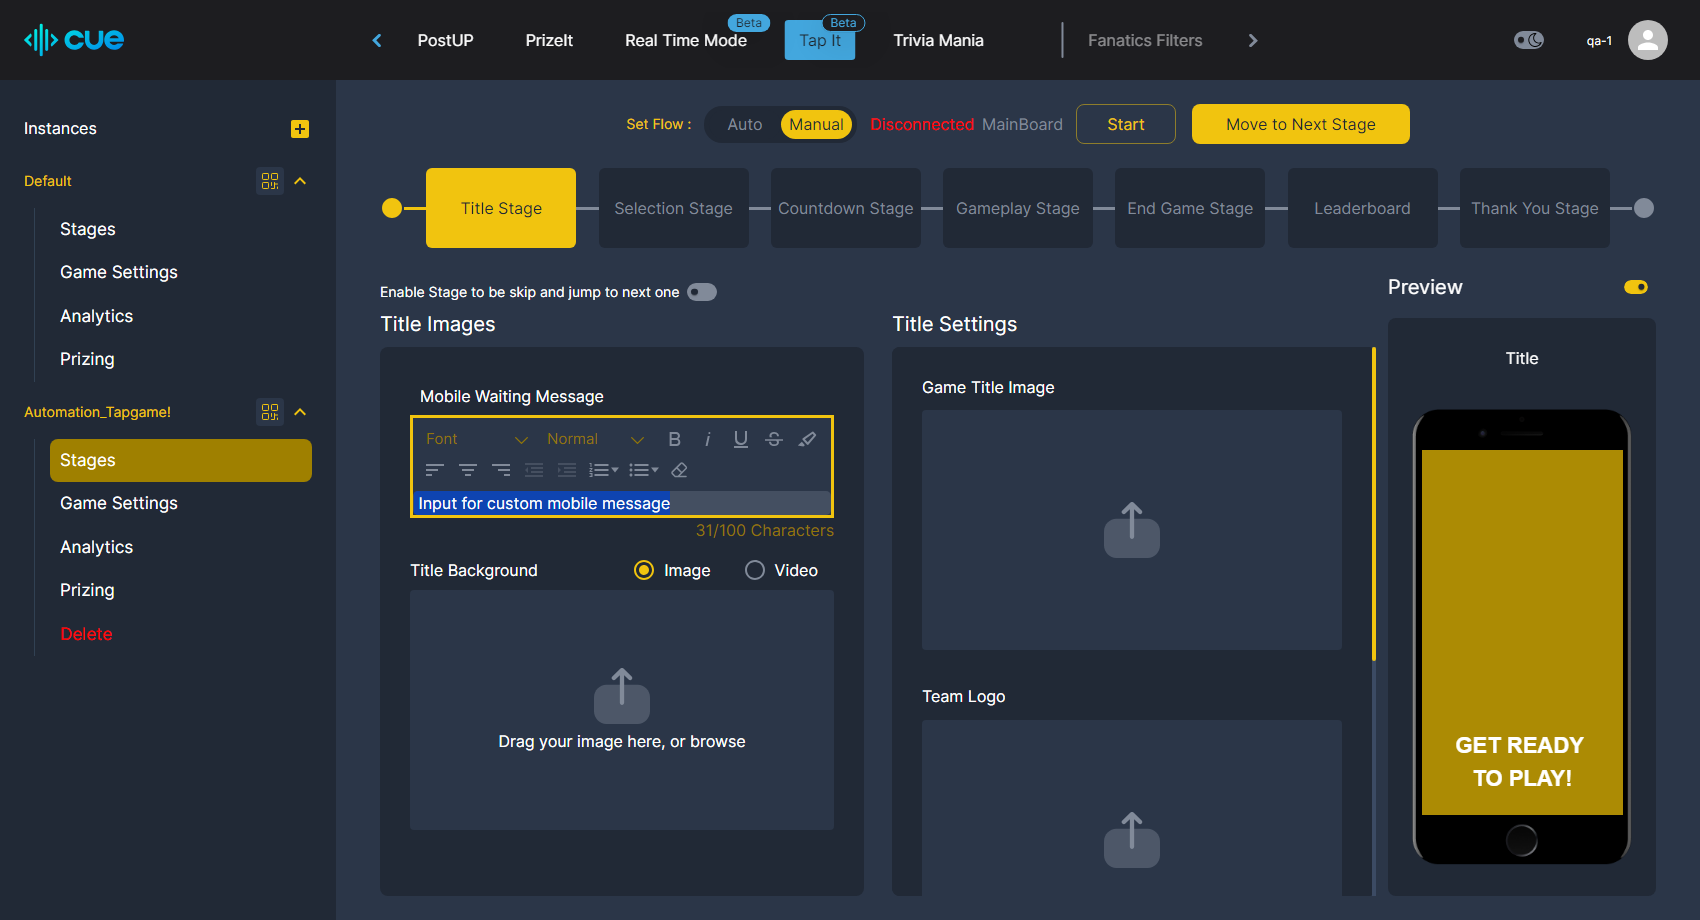 cue
PostUP
PrizeIt
Real Time Mode
Beta
Tap It
Beta
Trivia Mania
Fanatics Filters
qa-1
Instances
Default
Stages
Game Settings
Analytics
Prizing
Automation_Tapgame!
Stages
Game Settings
Analytics
Prizing
Delete
Set Flow :
Auto
Manual
Disconnected MainBoard
Start
Move to Next Stage
Title Stage
Selection Stage
Countdown Stage
Gameplay Stage
End Game Stage
Leaderboard
Thank You Stage
Enable Stage to be skip and jump to next one
Title Images
Mobile Waiting Message
Font
Normal
B i U S
Input for custom mobile message
31/100 Characters
Title Background
Image
Video
Drag your image here, or browse
Title Settings
Game Title Image
Team Logo
Preview
Title
GET READY
TO PLAY!